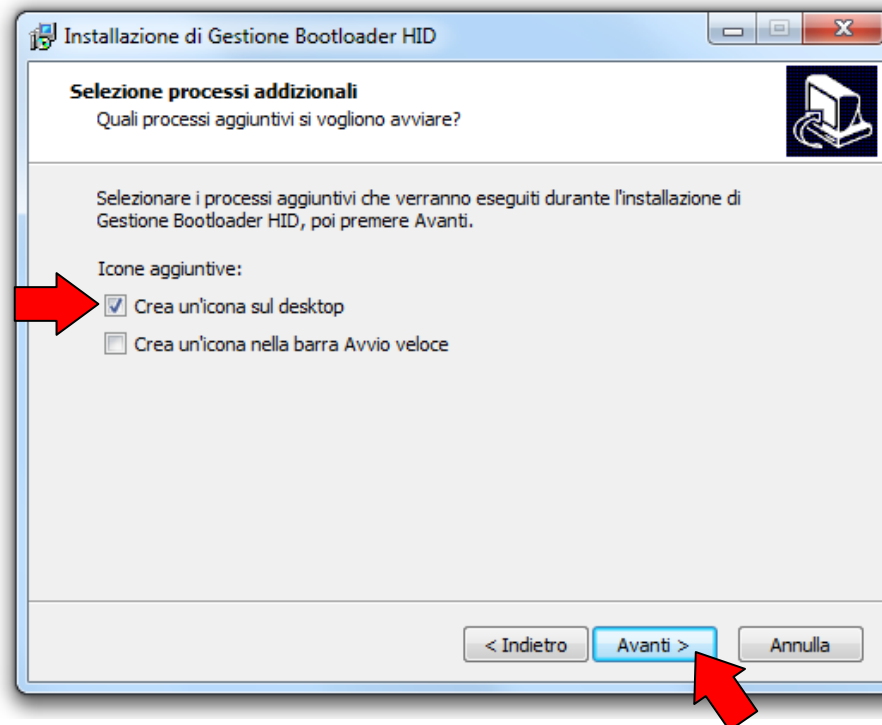 Installazione di Gestione Bootloader HID
Selezione processi addizionali
Quali processi aggiuntivi si vogliono avviare?
Selezionare i processi aggiuntivi che verranno eseguiti durante l'installazione di
Gestione Bootloader HID, poi premere Avanti.
Icone aggiuntive:
Crea un'icona sul desktop
Crea un'icona nella barra Avvio veloce
< Indietro Avanti > Annulla